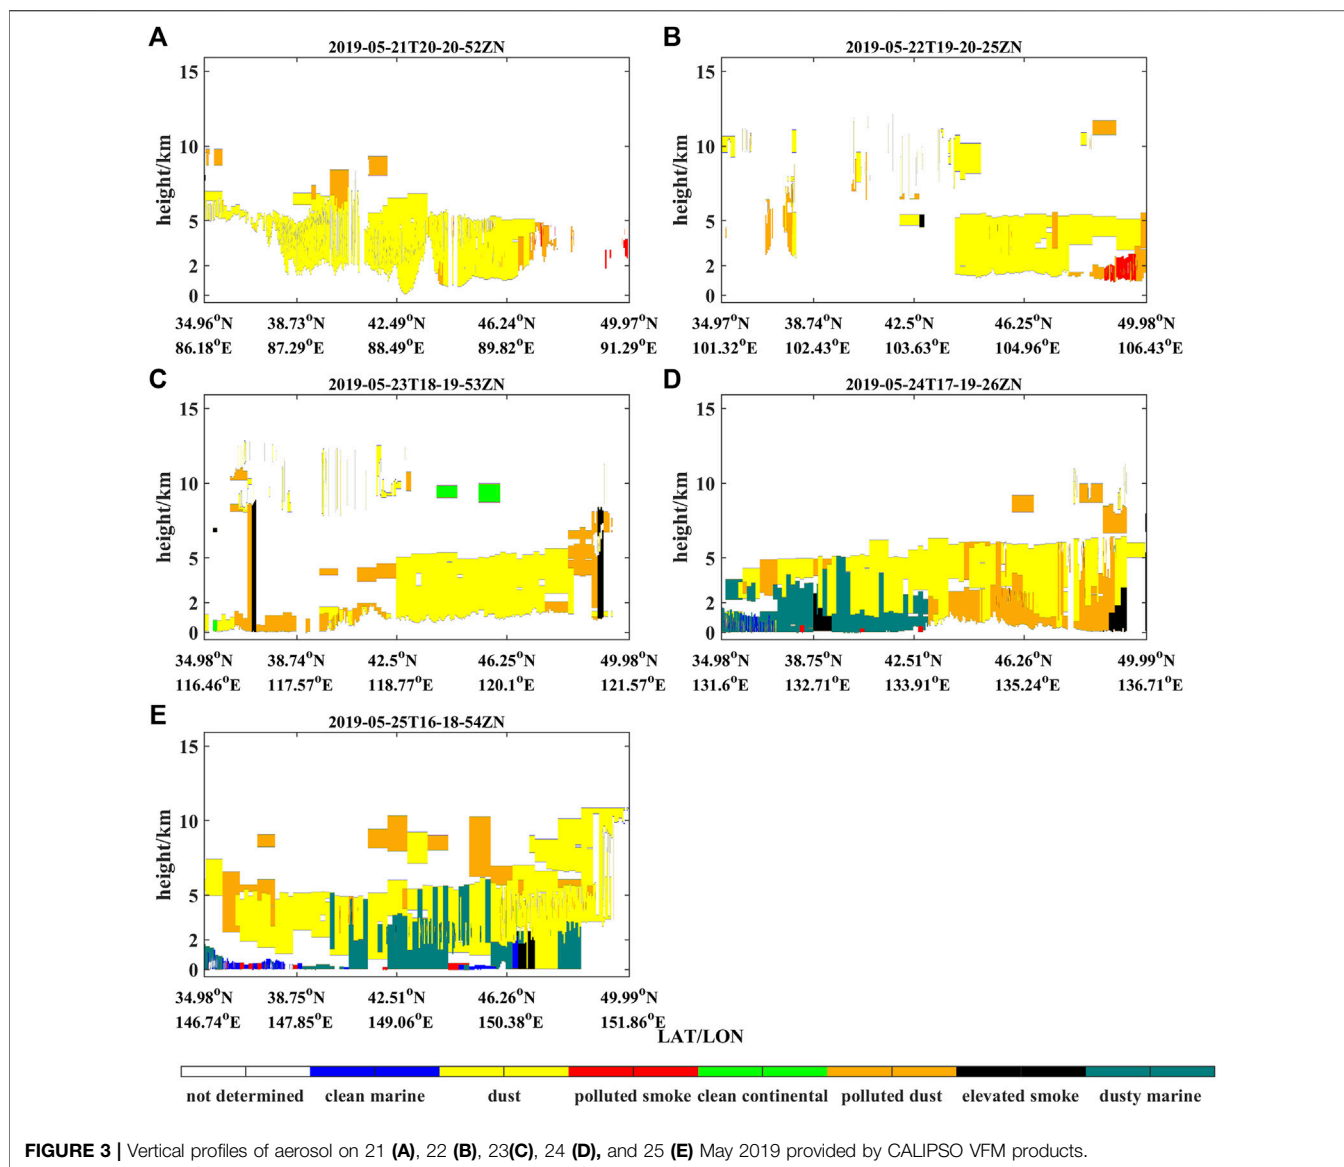 A
2019-05-21T20-20-52ZN
height/km
15
10
5
2
0
34.96°N 38.73°N 42.49°N 46.24°N 49.97°N
86.18°E 87.29°E 88.49°E 89.82°E 91.29°E
B
2019-05-22T19-20-25ZN
height/km
15
10
5
2
0
34.97°N 38.74°N 42.5°N 46.25°N 49.98°N
101.32°E 102.43°E 103.63°E 104.96°E 106.43°E
C
2019-05-23T18-19-53ZN
height/km
15
10
5
2
0
34.98°N 38.74°N 42.5°N 46.25°N 49.98°N
116.46°E 117.57°E 118.77°E 120.1°E 121.57°E
D
2019-05-24T17-19-26ZN
height/km
15
10
5
2
0
34.98°N 38.75°N 42.51°N 46.26°N 49.99°N
131.6°E 132.71°E 133.91°E 135.24°E 136.71°E
E
2019-05-25T16-18-54ZN
height/km
15
10
5
2
0
34.98°N 38.75°N 42.51°N 46.26°N 49.99°N
146.74°E 147.85°E 149.06°E 150.38°E 151.86°E
LAT/LON
not determined clean marine dust polluted smoke clean continental polluted dust elevated smoke dusty marine
FIGURE 3 | Vertical profiles of aerosol on 21 (A), 22 (B), 23(C), 24 (D), and 25 (E) May 2019 provided by CALIPSO VFM products.